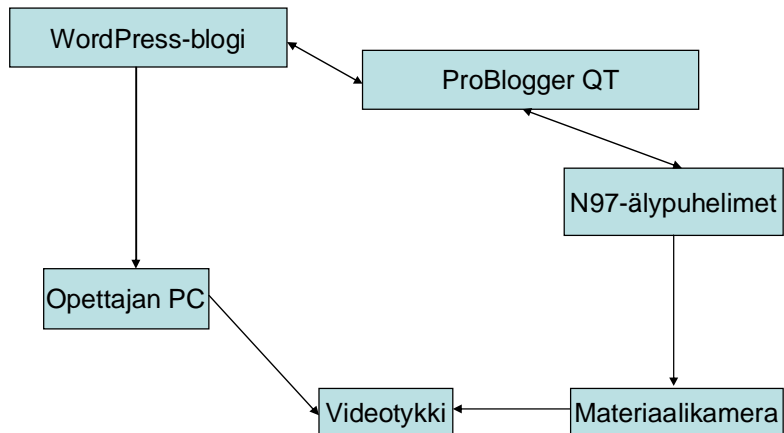 WordPress-blogi
ProBlogger QT
N97-älypuhelimet
Opettajan PC
Videotykki
Materiaalikamera